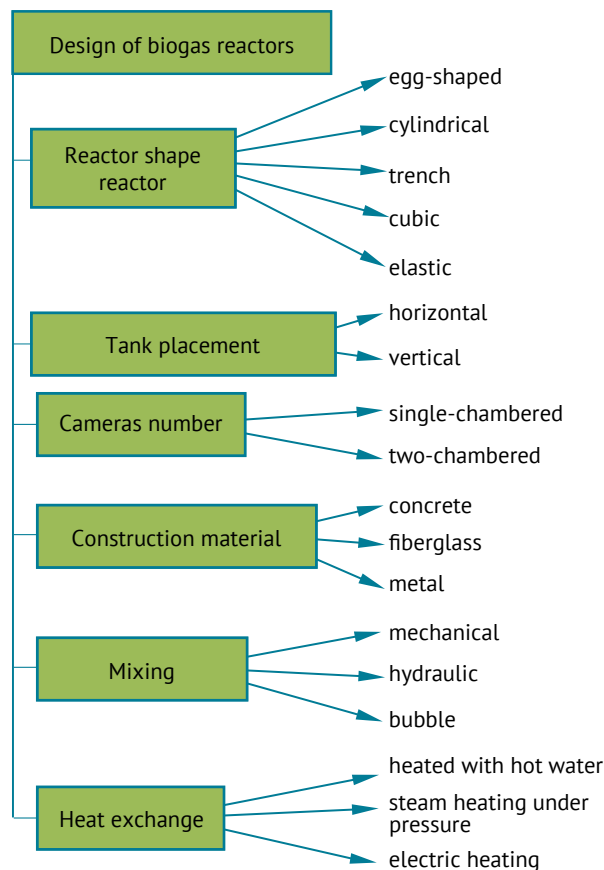 Design of biogas reactors
Reactor shape
reactor
egg-shaped
cylindrical
trench
cubic
elastic
Tank placement
horizontal
vertical
Cameras number
single-chambered
two-chambered
Construction material
concrete
fiberglass
metal
Mixing
mechanical
hydraulic
bubble
Heat exchange
heated with hot water
steam heating under
pressure
electric heating